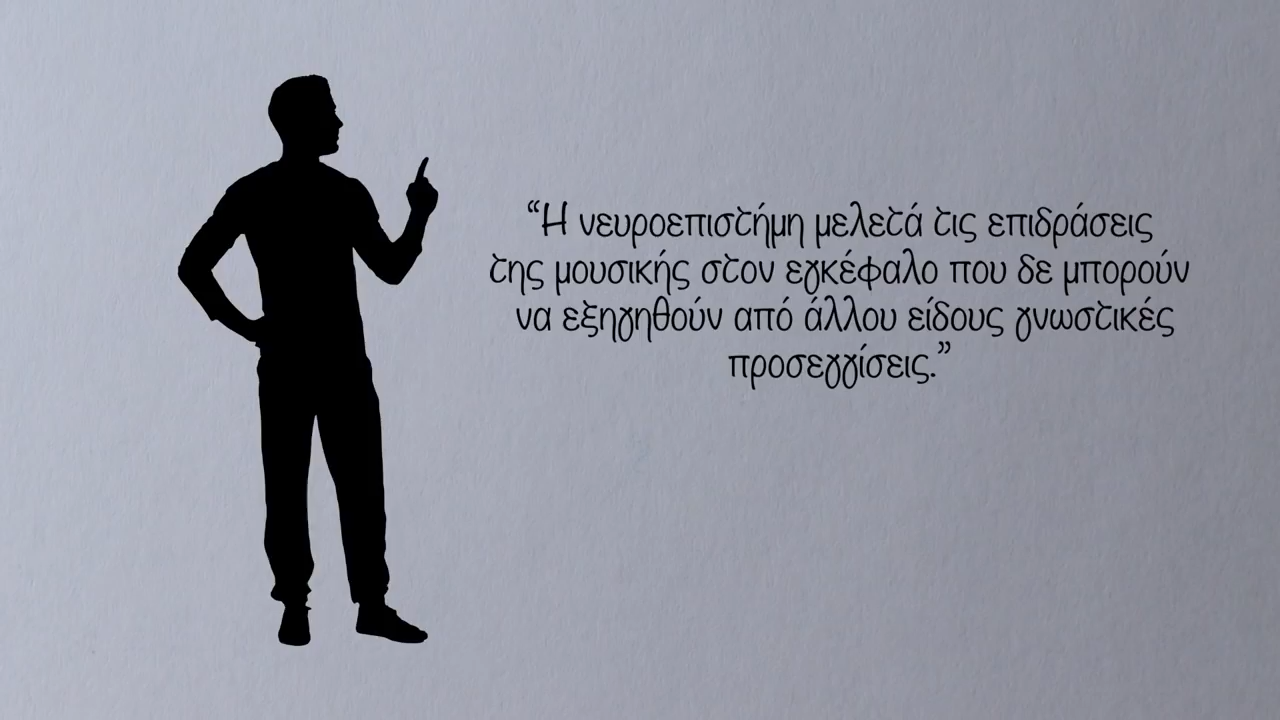 “Η νευροεπιστήμη μελετά τις επιδράσεις
της μουσικής στον εγκέφαλο που δε μπορούν
να εξηγηθούν από άλλου είδους γνωστικές
προσεγγίσεις.”